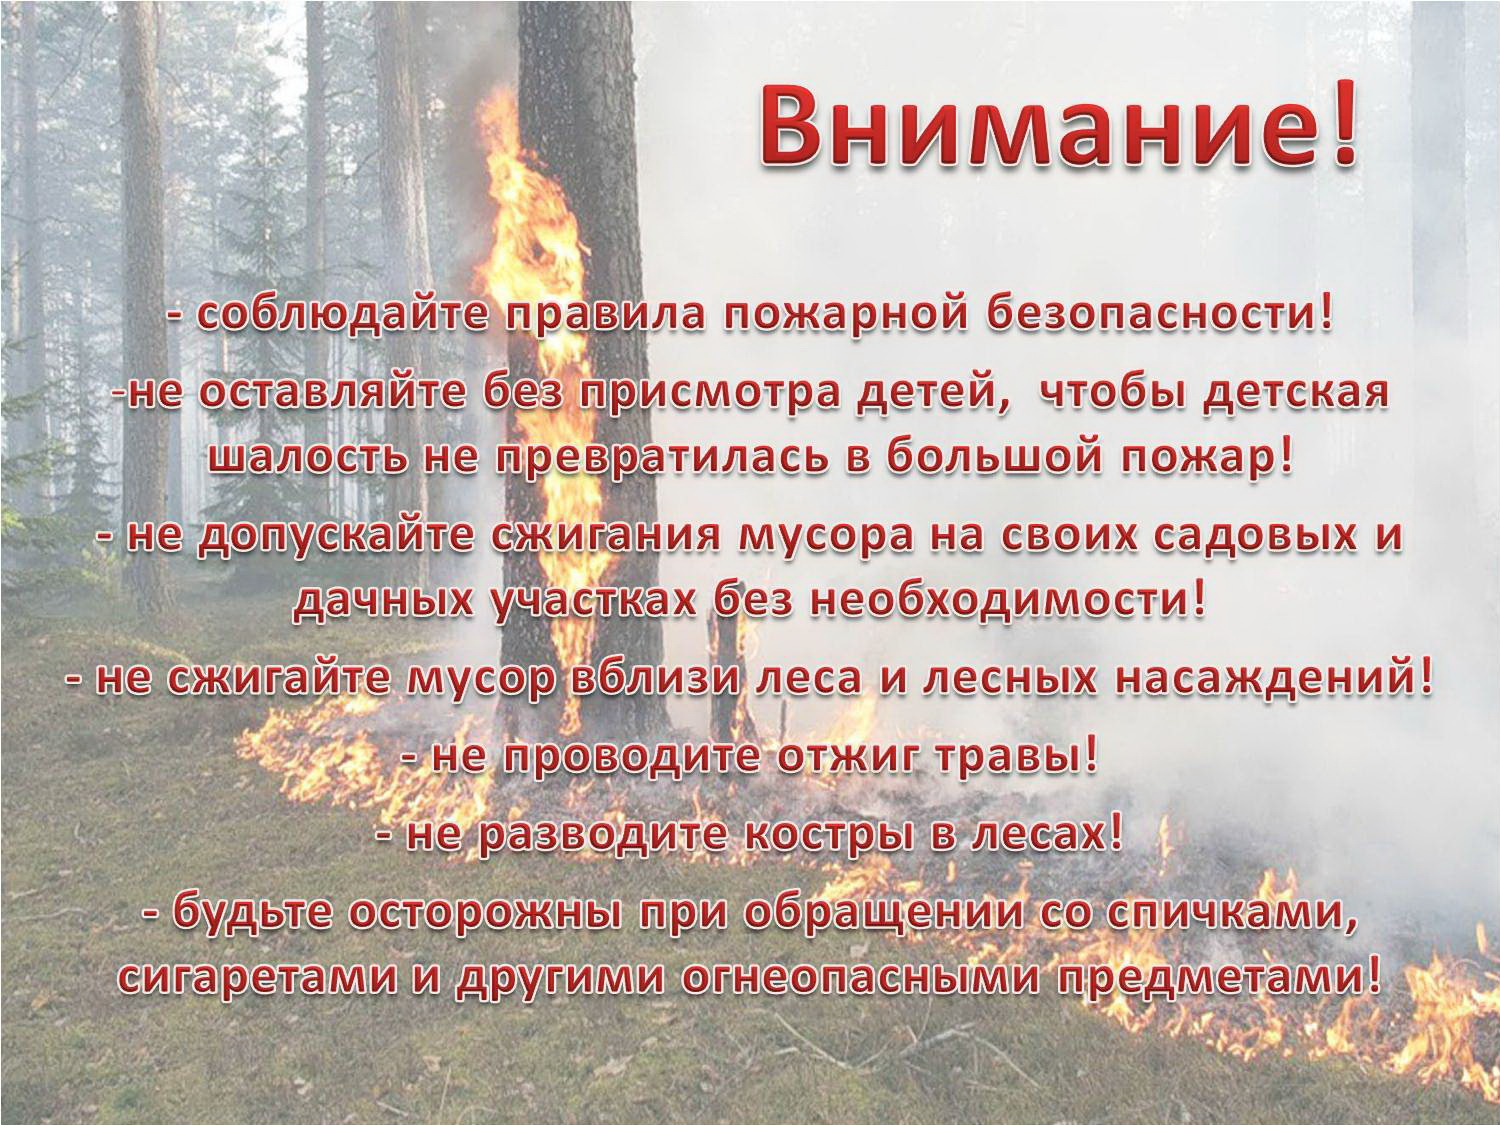 Внимание!
- соблюдайте правила пожарной безопасности!
-не оставляйте без присмотра детей,  чтобы детская
шалость не превратилась в большой пожар!
- не допускайте сжигания мусора на своих садовых и
дачных участках без необходимости!
- не сжигайте мусор вблизи леса и лесных насаждений!
- не проводите отжиг травы!
- не разводите костры в лесах!
- будьте осторожны при обращении со спичками,
сигаретами и другими огнеопасными предметами!